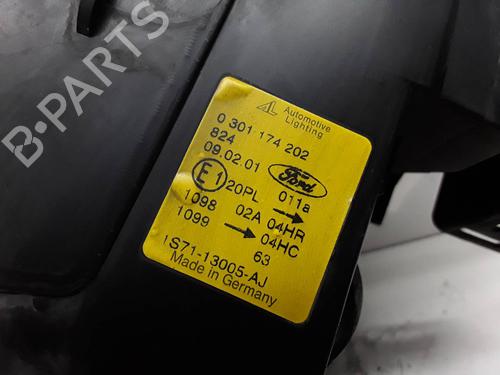 B-PARTS
AL Automotive
Lighting
0 301 174 202
824
09.02.01 Ford
E1 20PL 011a
1098 02A 04HR
1099 04HC
63
1S71-13005-AJ
Made in Germany